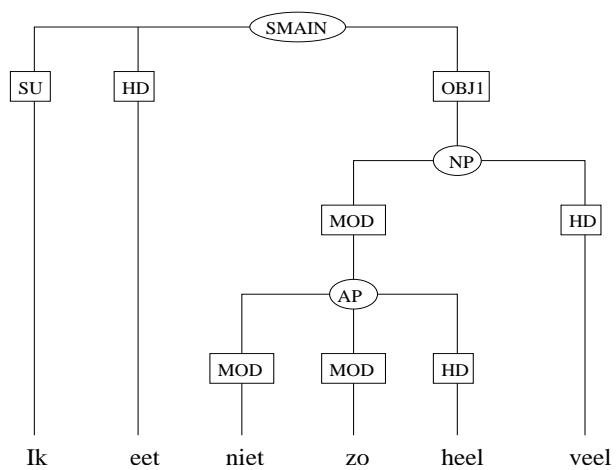 SMAIN
SU HD OBJ1
NP
MOD HD
AP
MOD MOD HD
Ik eet niet zo heel veel